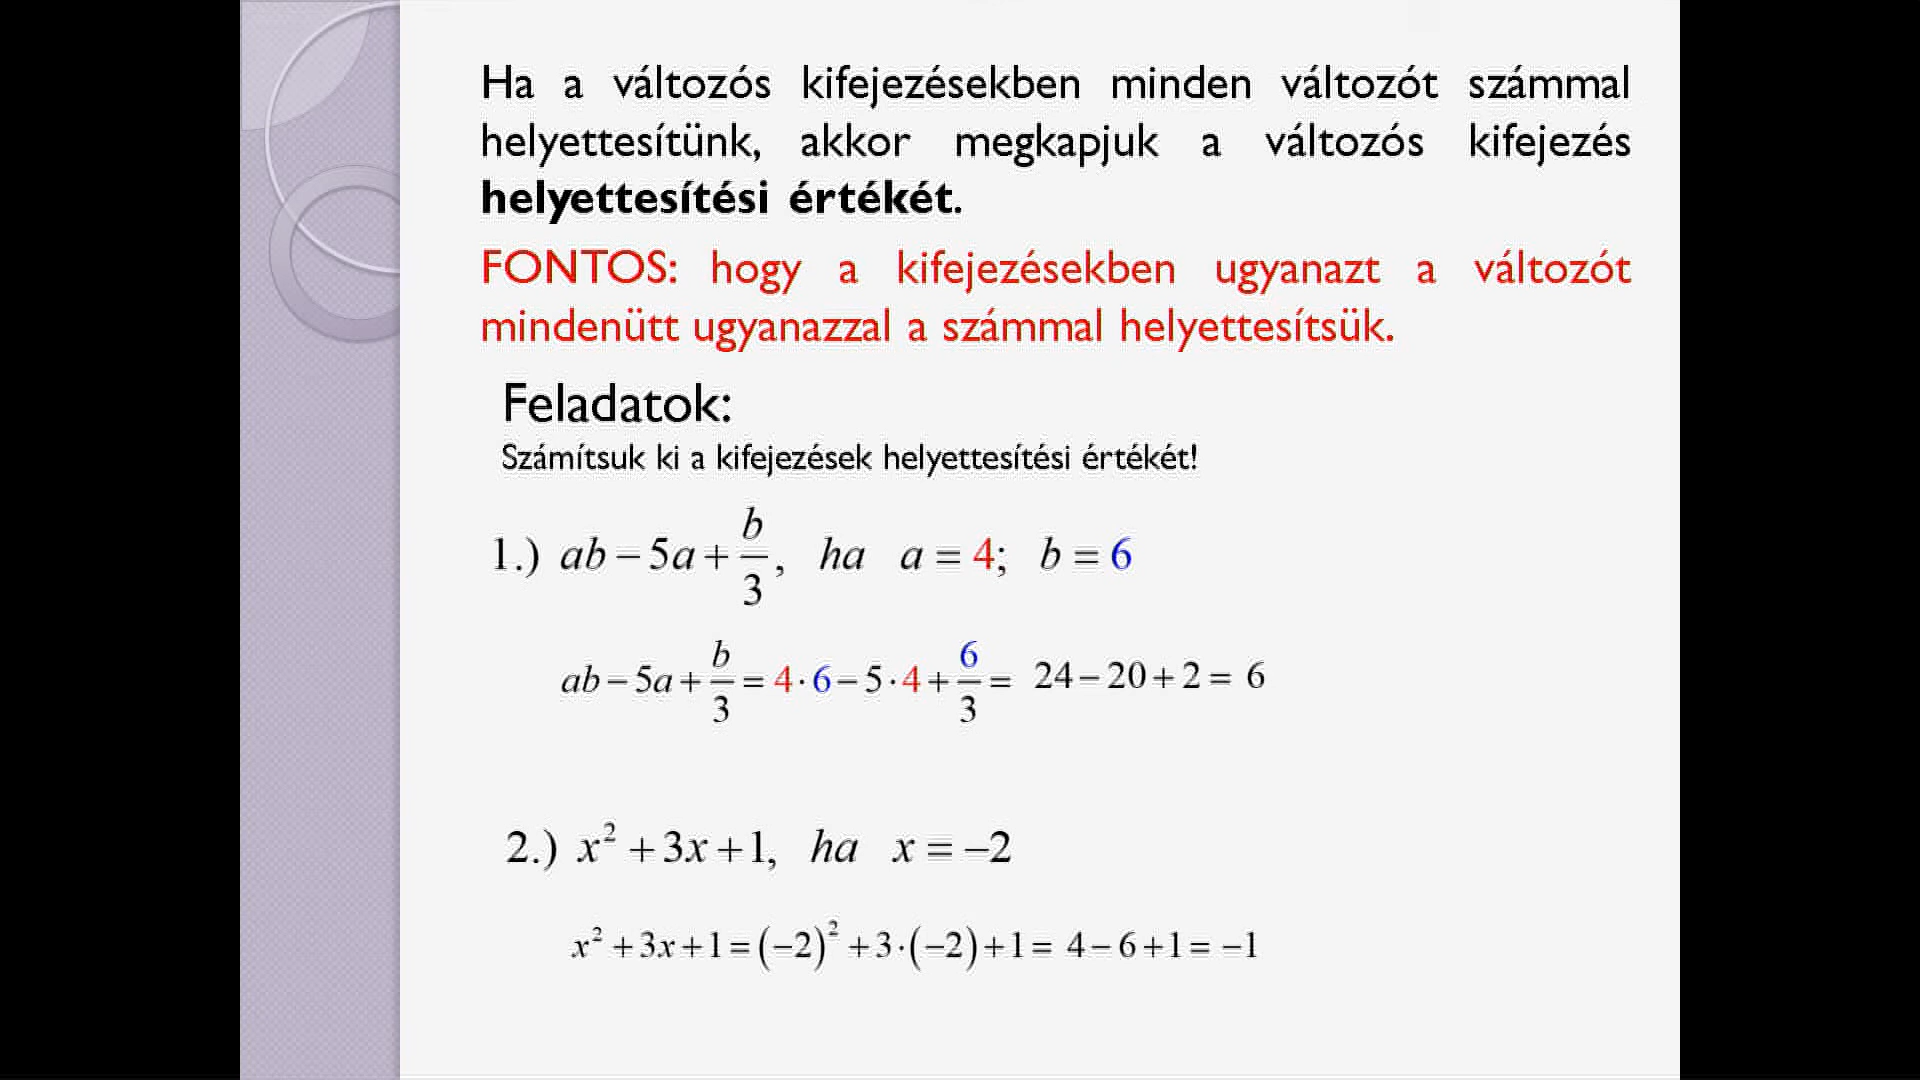 Ha a változós kifejezésekben minden változót számmal
helyettesítünk, akkor megkapjuk a változós kifejezés
helyettesítési értékét.
FONTOS: hogy a kifejezésekben ugyanazt a változót
mindenütt ugyanazzal a számmal helyettesítsük.
Feladatok:
Számítsuk ki a kifejezések helyettesítési értékét!
1.) ab − 5a + b/3, ha a = 4; b = 6
ab − 5a + b/3 = 4·6 − 5·4 + 6/3 = 24 − 20 + 2 = 6
2.) x² + 3x + 1, ha x = −2
x² + 3x + 1 = (−2)² + 3·(−2) + 1 = 4 − 6 + 1 = −1